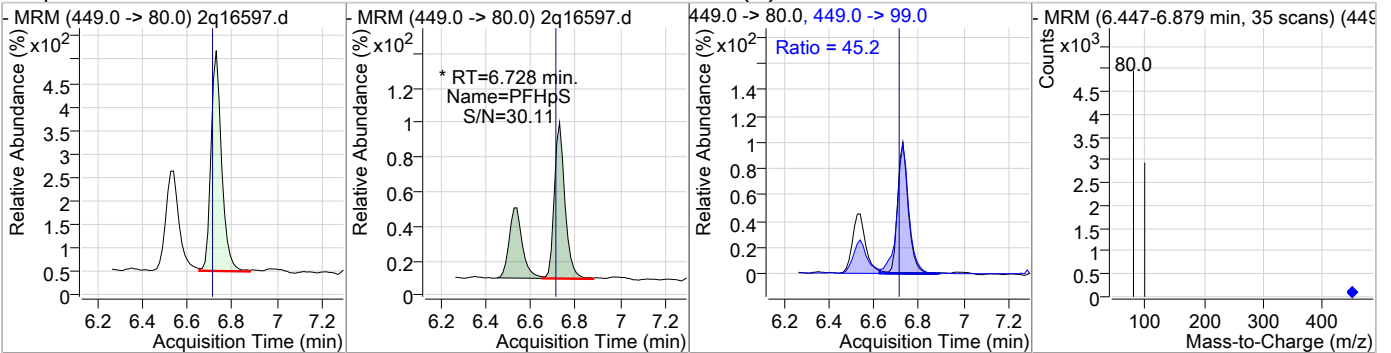 - MRM (449.0 -> 80.0) 2q16597.d
Relative Abundance (%)
x10²
4.5
4
3.5
3
2.5
2
1.5
1
0.5
0
6.2 6.4 6.6 6.8 7 7.2
Acquisition Time (min)
- MRM (449.0 -> 80.0) 2q16597.d
Relative Abundance (%)
x10²
* RT=6.728 min.
Name=PFHpS
S/N=30.11
1.2
1
0.8
0.6
0.4
0.2
0
6.2 6.4 6.6 6.8 7 7.2
Acquisition Time (min)
449.0 -> 80.0, 449.0 -> 99.0
Relative Abundance (%)
x10²
Ratio = 45.2
1.4
1.2
1
0.8
0.6
0.4
0.2
0
6.2 6.4 6.6 6.8 7 7.2
Acquisition Time (min)
- MRM (6.447-6.879 min, 35 scans) (449
Counts
x10³
80.0
4.5
4
3.5
3
2.5
2
1.5
1
0.5
0
100 200 300 400
Mass-to-Charge (m/z)